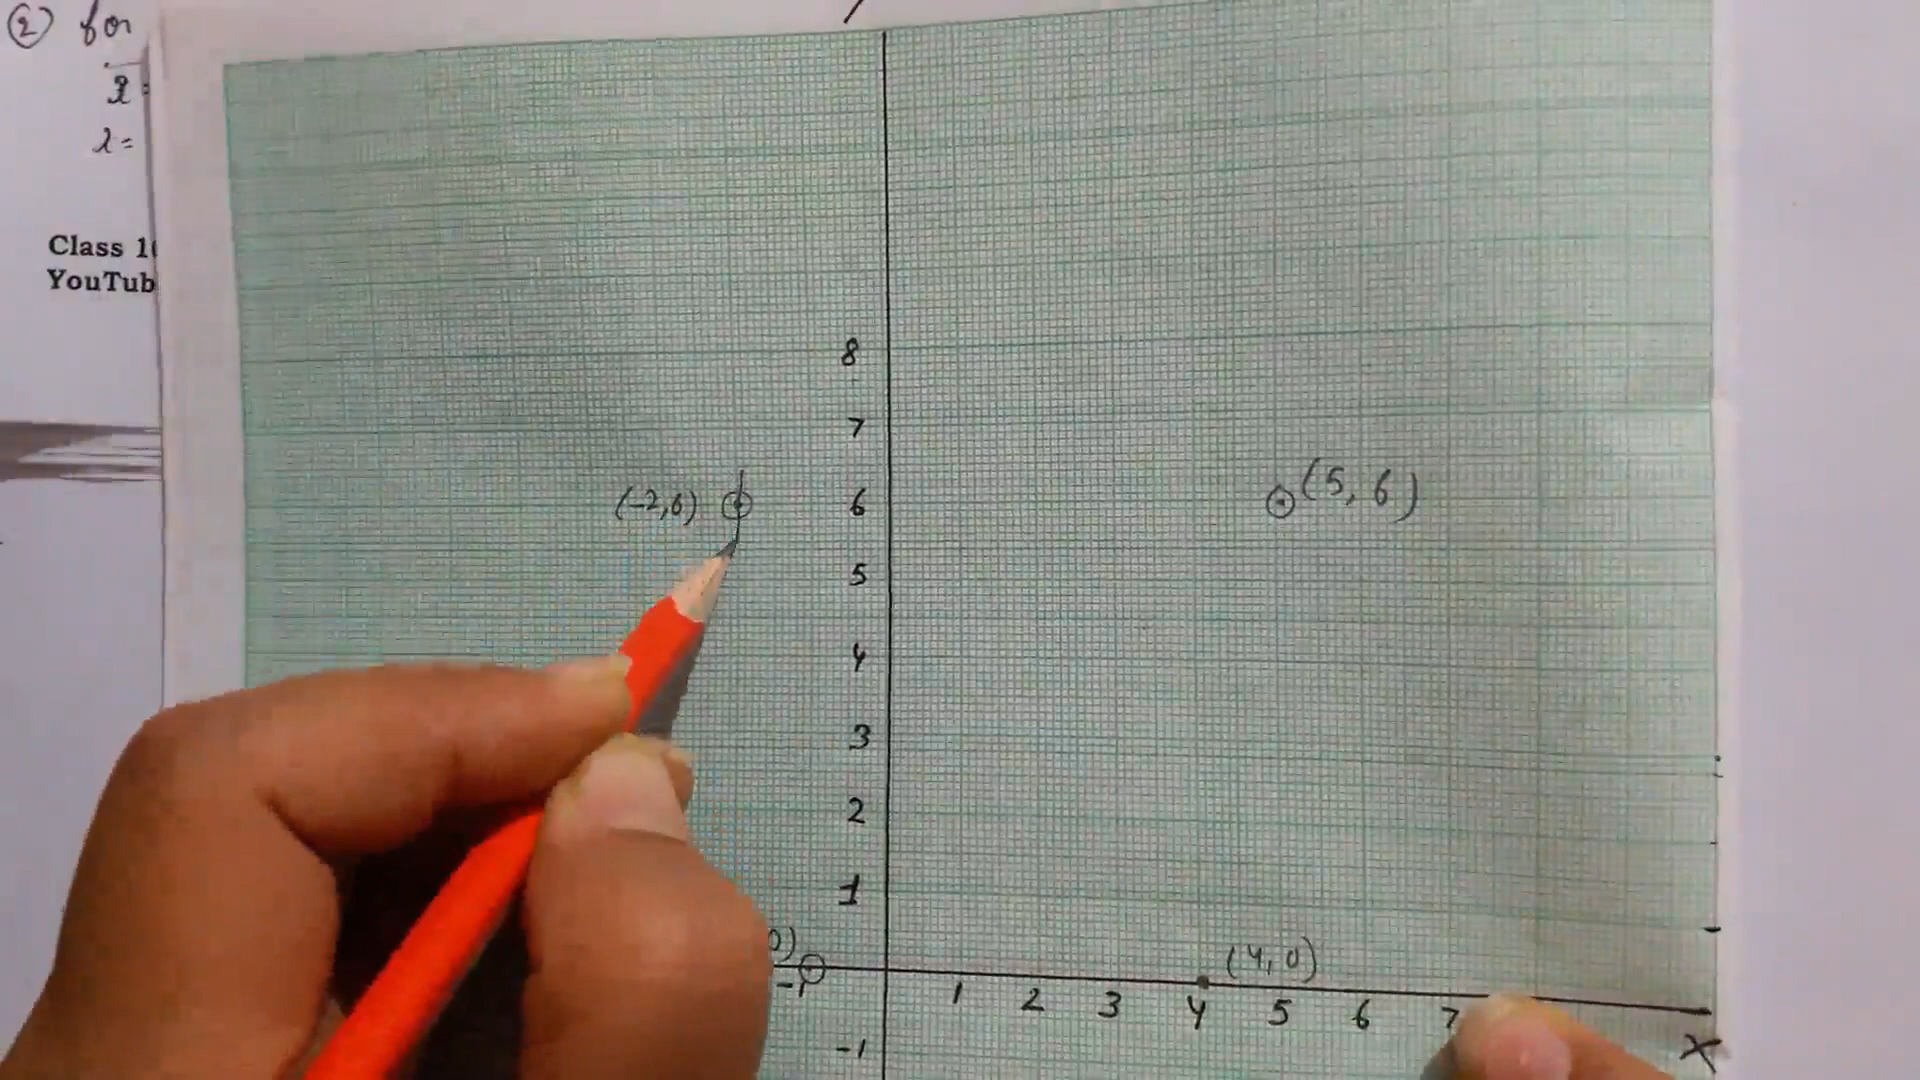 ② for
x̄ =
x =
Class 1
YouTub
8
7
(-2,6) 6 (5, 6)
5
4
3
2
1
0) (4,0)
-1 1 2 3 4 5 6 7
-1 X